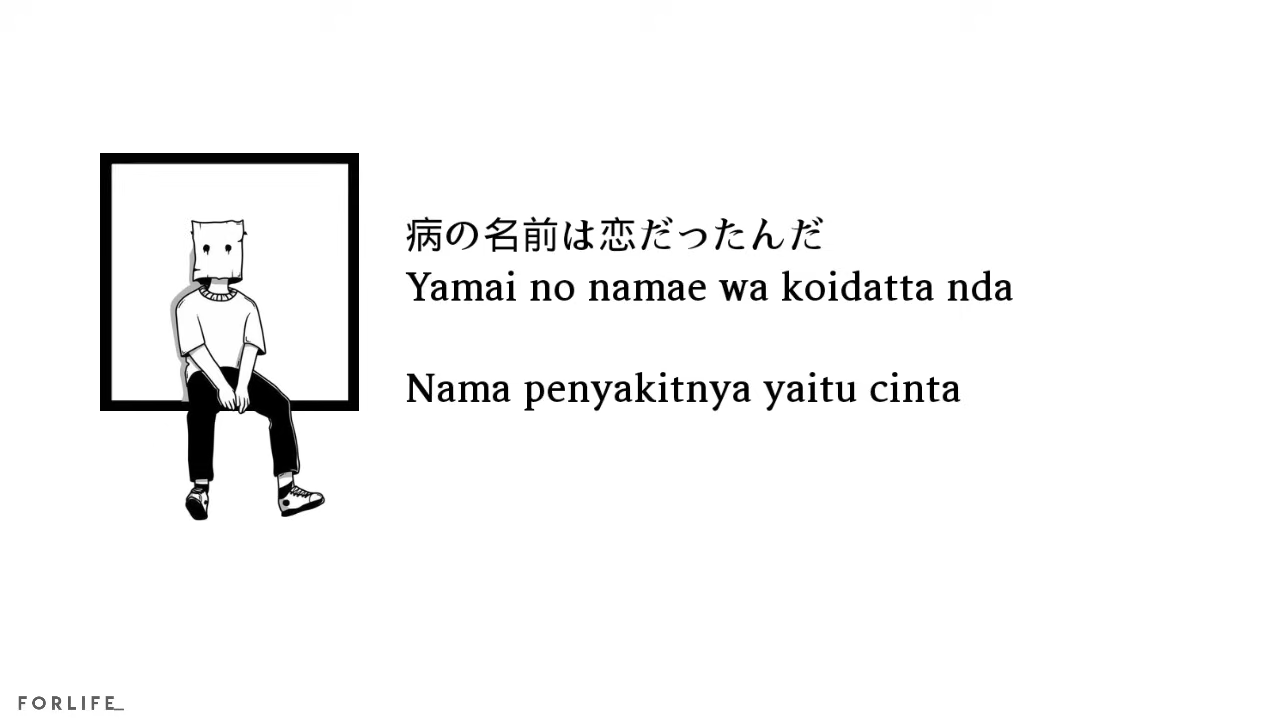 病の名前は恋だったんだ
Yamai no namae wa koidatta nda
Nama penyakitnya yaitu cinta
FORLIFE_